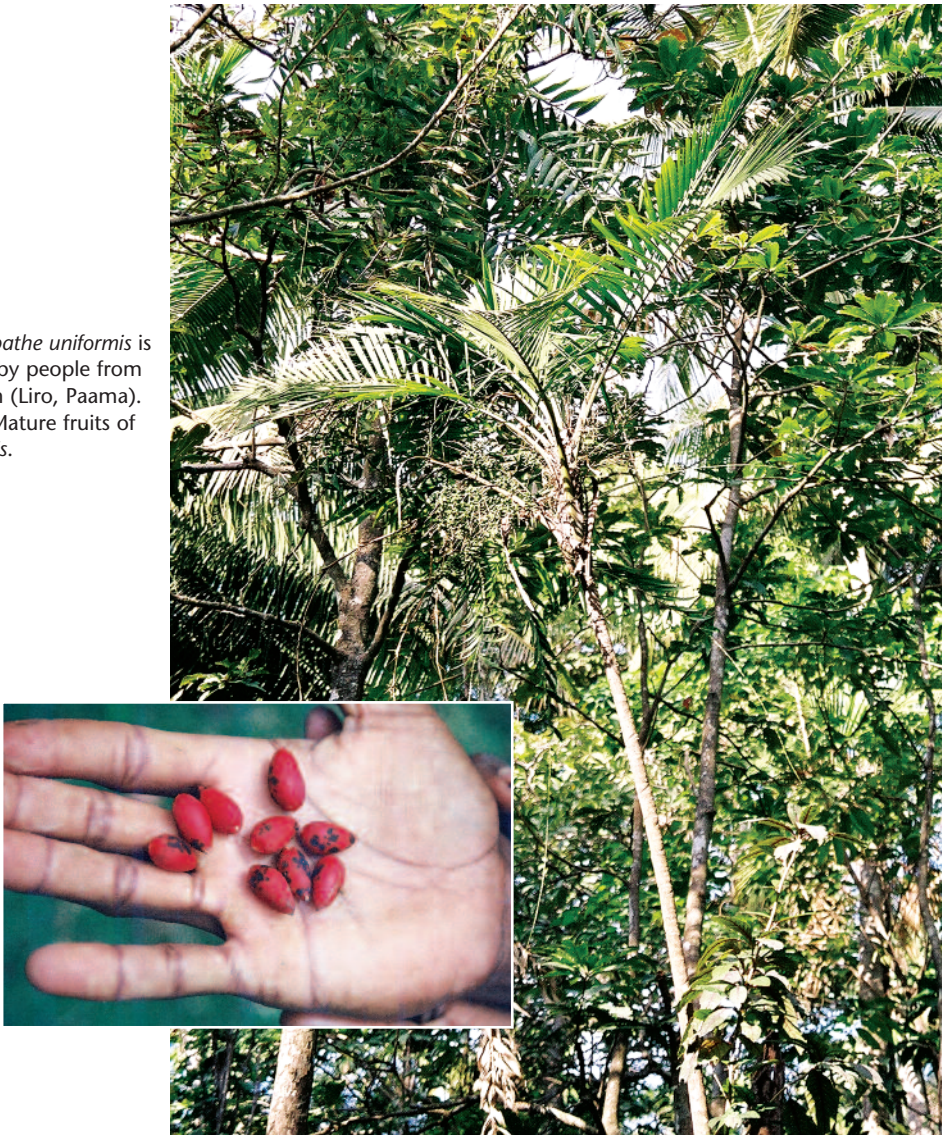 pathe uniformis is
by people from
(Liro, Paama).
Mature fruits of
s.